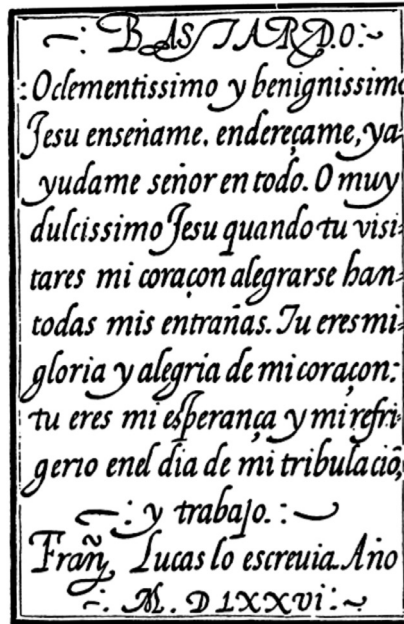 ~: BASTARDO :~
: O clementissimo y benignissimo
Jesu enseñame, endereçame, y a
yudame señor en todo. O muy
dulcissimo Jesu quando tu visi-
tares mi coraçon alegrarse han-
todas mis entrañas. Tu eres mi-
gloria y alegria de mi coraçon:
tu eres mi esperança y mi refri-
gerio enel dia de mi tribulaciõ,
~: y trabajo. :~
Franꝯ, Lucas lo escreuia. Año
-: M. D LXXVI :~